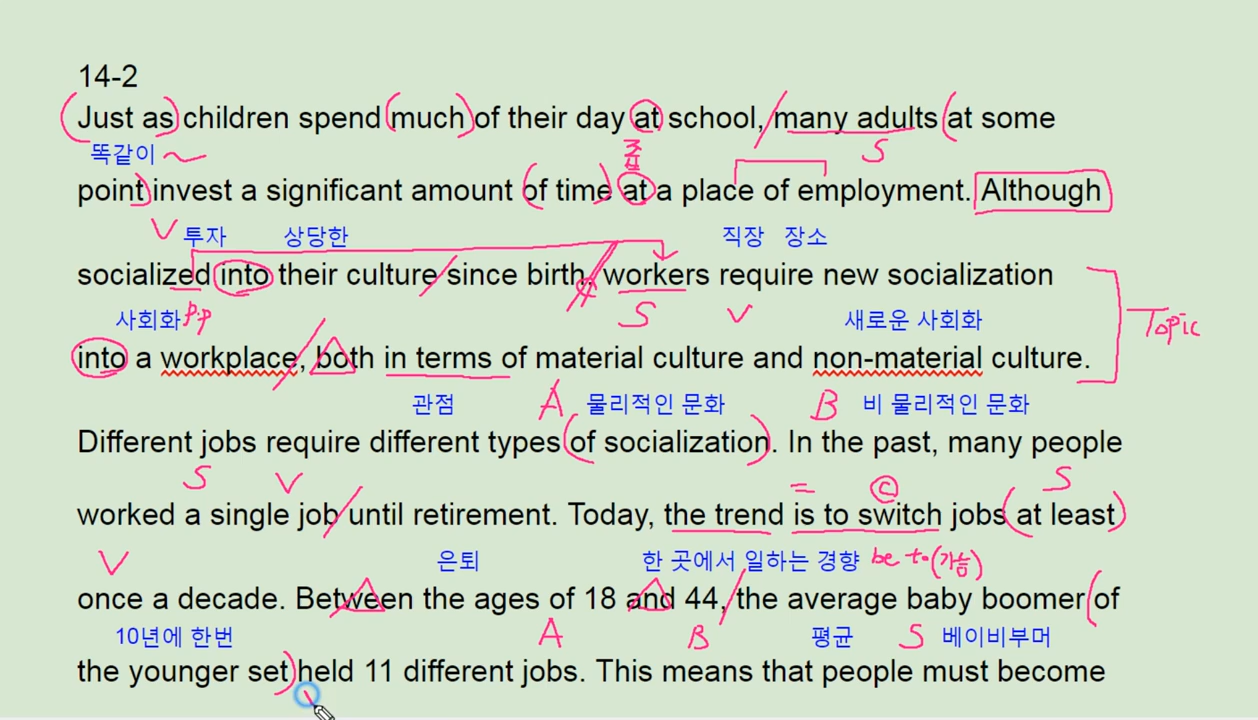 14-2
Just as children spend much of their day at school, many adults at some
똑같이 ~ 즘 S
point invest a significant amount of time at a place of employment. Although
V 투자 상당한 직장 장소
socialized into their culture since birth, workers require new socialization
사회화 p.p S V 새로운 사회화 Topic
into a workplace, both in terms of material culture and non-material culture.
관점 A 물리적인 문화 B 비 물리적인 문화
Different jobs require different types of socialization. In the past, many people
S V = ⓒ S
worked a single job until retirement. Today, the trend is to switch jobs at least
V 은퇴 한 곳에서 일하는 경향 be to (가능)
once a decade. Between the ages of 18 and 44, the average baby boomer of
10년에 한번 A B 평균 S 베이비부머
the younger set held 11 different jobs. This means that people must become